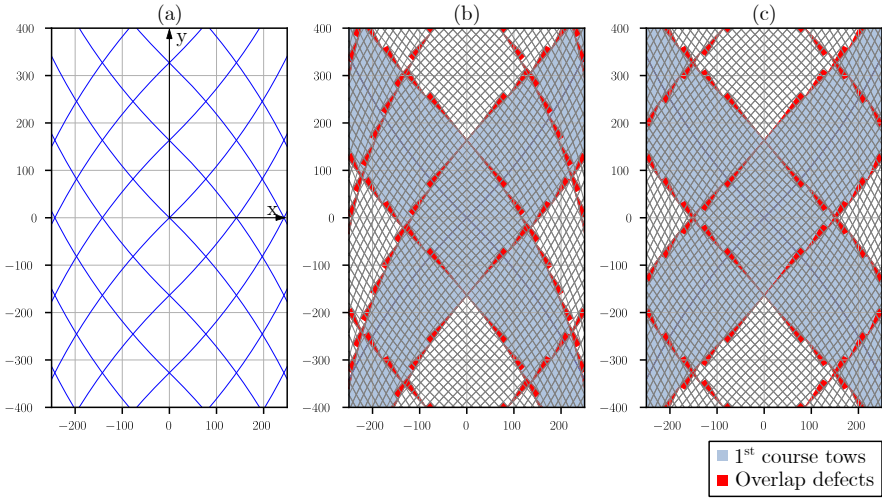 (a) (b) (c)
400 400 400
y
300 300 300
200 200 200
100 100 100
x
0 0 0
−100 −100 −100
−200 −200 −200
−300 −300 −300
−400 −400 −400
−200 −100 0 100 200 −200 −100 0 100 200 −200 −100 0 100 200
1st course tows
Overlap defects